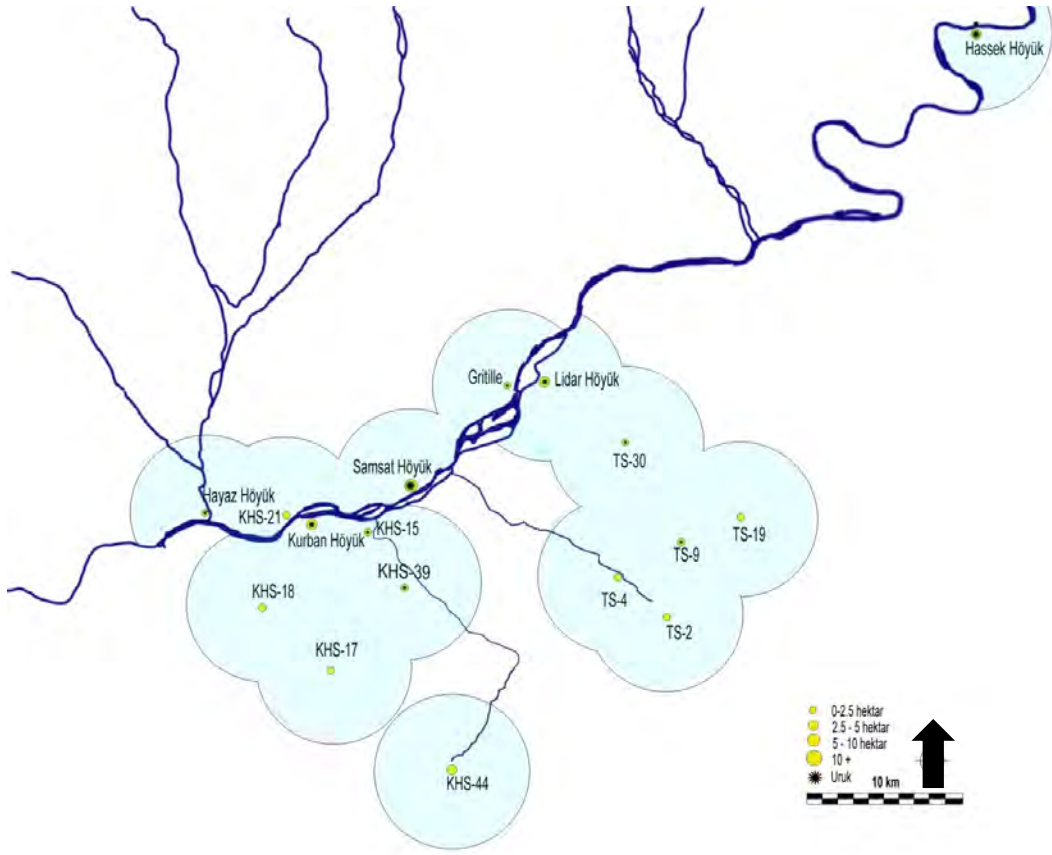 Hassek Höyük
Gritille
Lidar Höyük
TS-30
Samsat Höyük
Hayaz Höyük
KHS-21
KHS-15
Kurban Höyük
TS-19
TS-9
KHS-39
TS-4
KHS-18
TS-2
KHS-17
KHS-44
0-2.5 hektar
2.5 - 5 hektar
5 - 10 hektar
10 +
Uruk
10 km